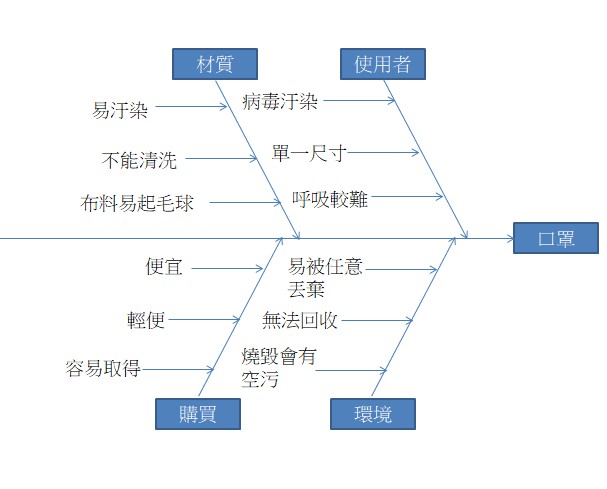 材質
使用者
易汙染
病毒汙染
不能清洗
單一尺寸
布料易起毛球
呼吸較難
口罩
便宜
易被任意
丟棄
輕便
無法回收
容易取得
燒毀會有
空污
購買
環境